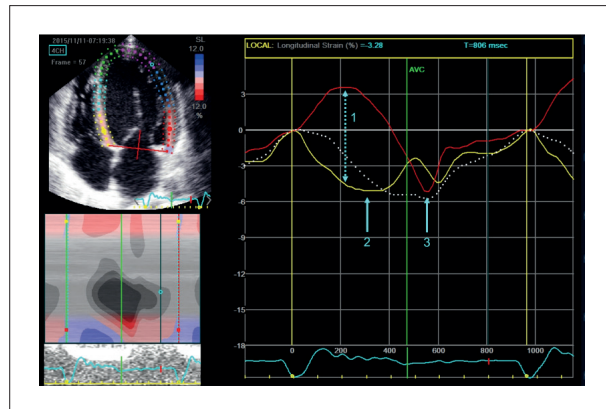 2015/11/11-07:19:38
4CH
Frame = 57
SL
12.0
12.0
%
LOCAL: Longitudinal Strain (%) =-3.28 T=806 msec
AVC
3
0
-3
-6
-9
-12
-15
-18
1
2
3
0 200 400 600 800 1000